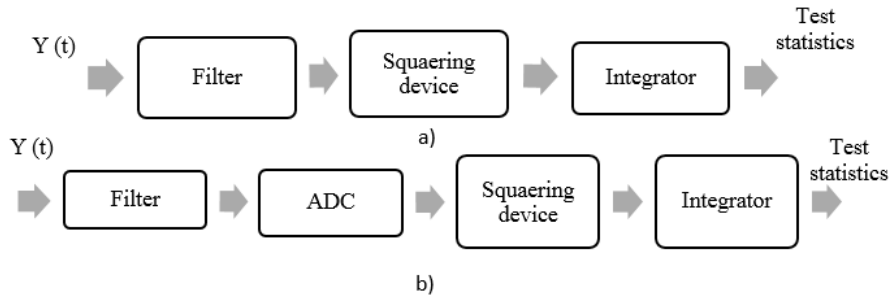 Y (t)
Filter
Squaering
device
Integrator
Test
statistics
a)
Y (t)
Filter
ADC
Squaering
device
Integrator
Test
statistics
b)